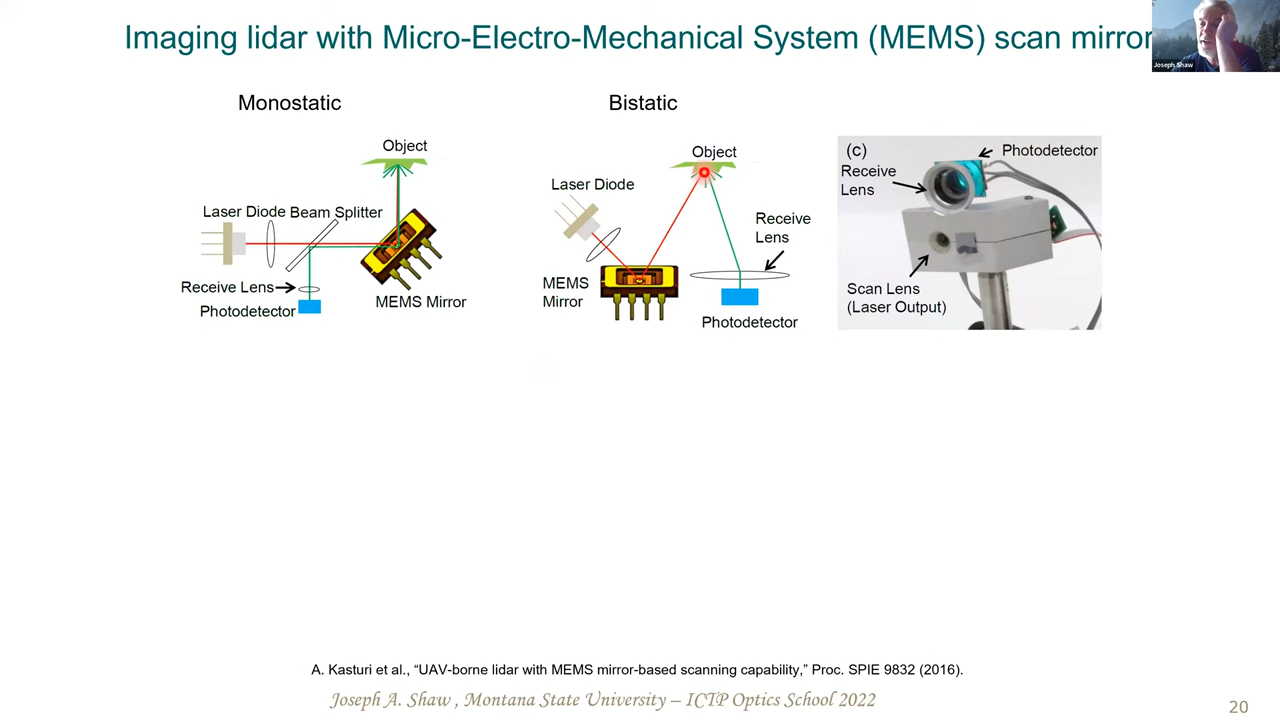 Imaging lidar with Micro-Electro-Mechanical System (MEMS) scan mirror
Joseph Shaw
Monostatic
Object
Laser Diode
Beam Splitter
Receive Lens
Photodetector
MEMS Mirror
Bistatic
Object
Laser Diode
Receive
Lens
MEMS
Mirror
Photodetector
(c)
Photodetector
Receive
Lens
Scan Lens
(Laser Output)
A. Kasturi et al., “UAV-borne lidar with MEMS mirror-based scanning capability,” Proc. SPIE 9832 (2016).
Joseph A. Shaw , Montana State University – ICTP Optics School 2022
20